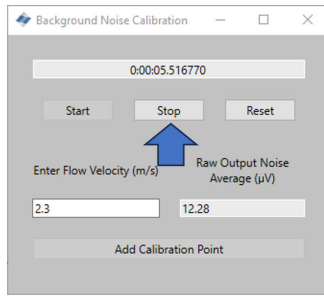 Background Noise Calibration
0:00:05.516770
Start Stop Reset
Enter Flow Velocity (m/s)
Raw Output Noise
Average (µV)
2.3 12.28
Add Calibration Point